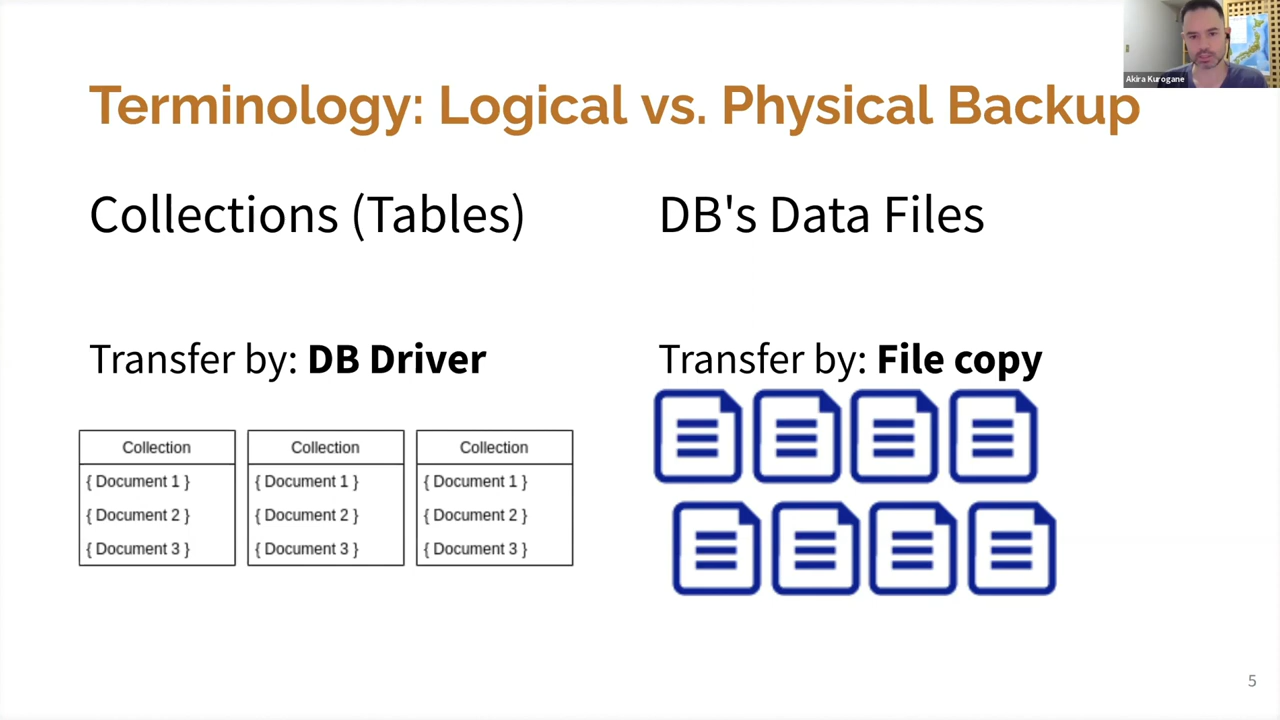 Akira Kurogane
Terminology: Logical vs. Physical Backup
Collections (Tables)
Transfer by: DB Driver
Collection
{ Document 1 }
{ Document 2 }
{ Document 3 }
Collection
{ Document 1 }
{ Document 2 }
{ Document 3 }
Collection
{ Document 1 }
{ Document 2 }
{ Document 3 }
DB's Data Files
Transfer by: File copy
5